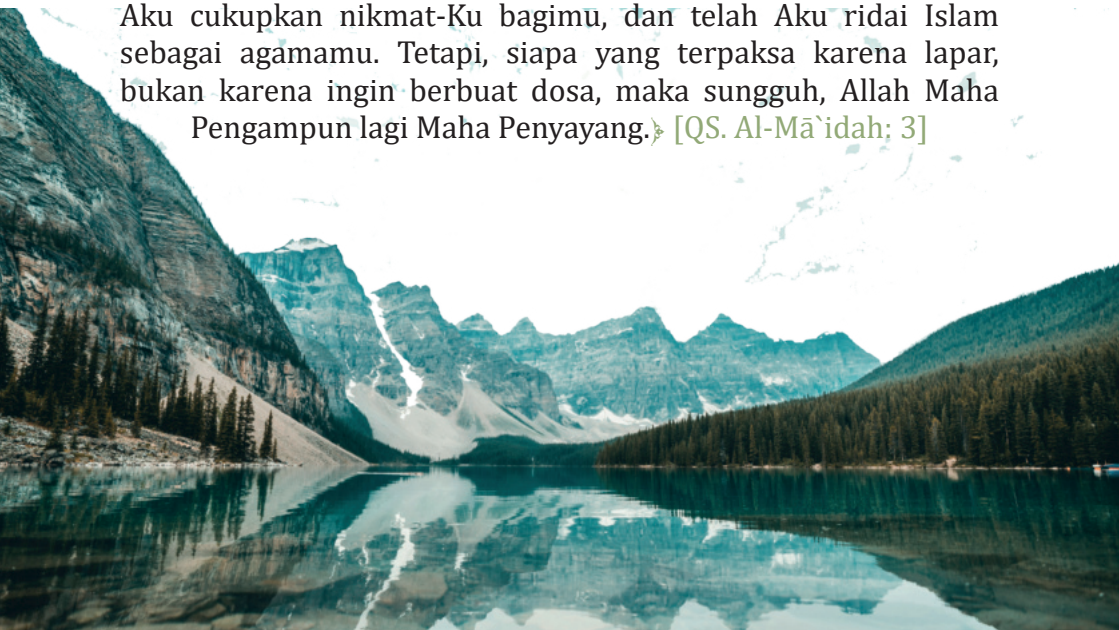 Aku cukupkan nikmat-Ku bagimu, dan telah Aku ridai Islam
sebagai agamamu. Tetapi, siapa yang terpaksa karena lapar,
bukan karena ingin berbuat dosa, maka sungguh, Allah Maha
Pengampun lagi Maha Penyayang.﴿ [QS. Al-Mā`idah: 3]